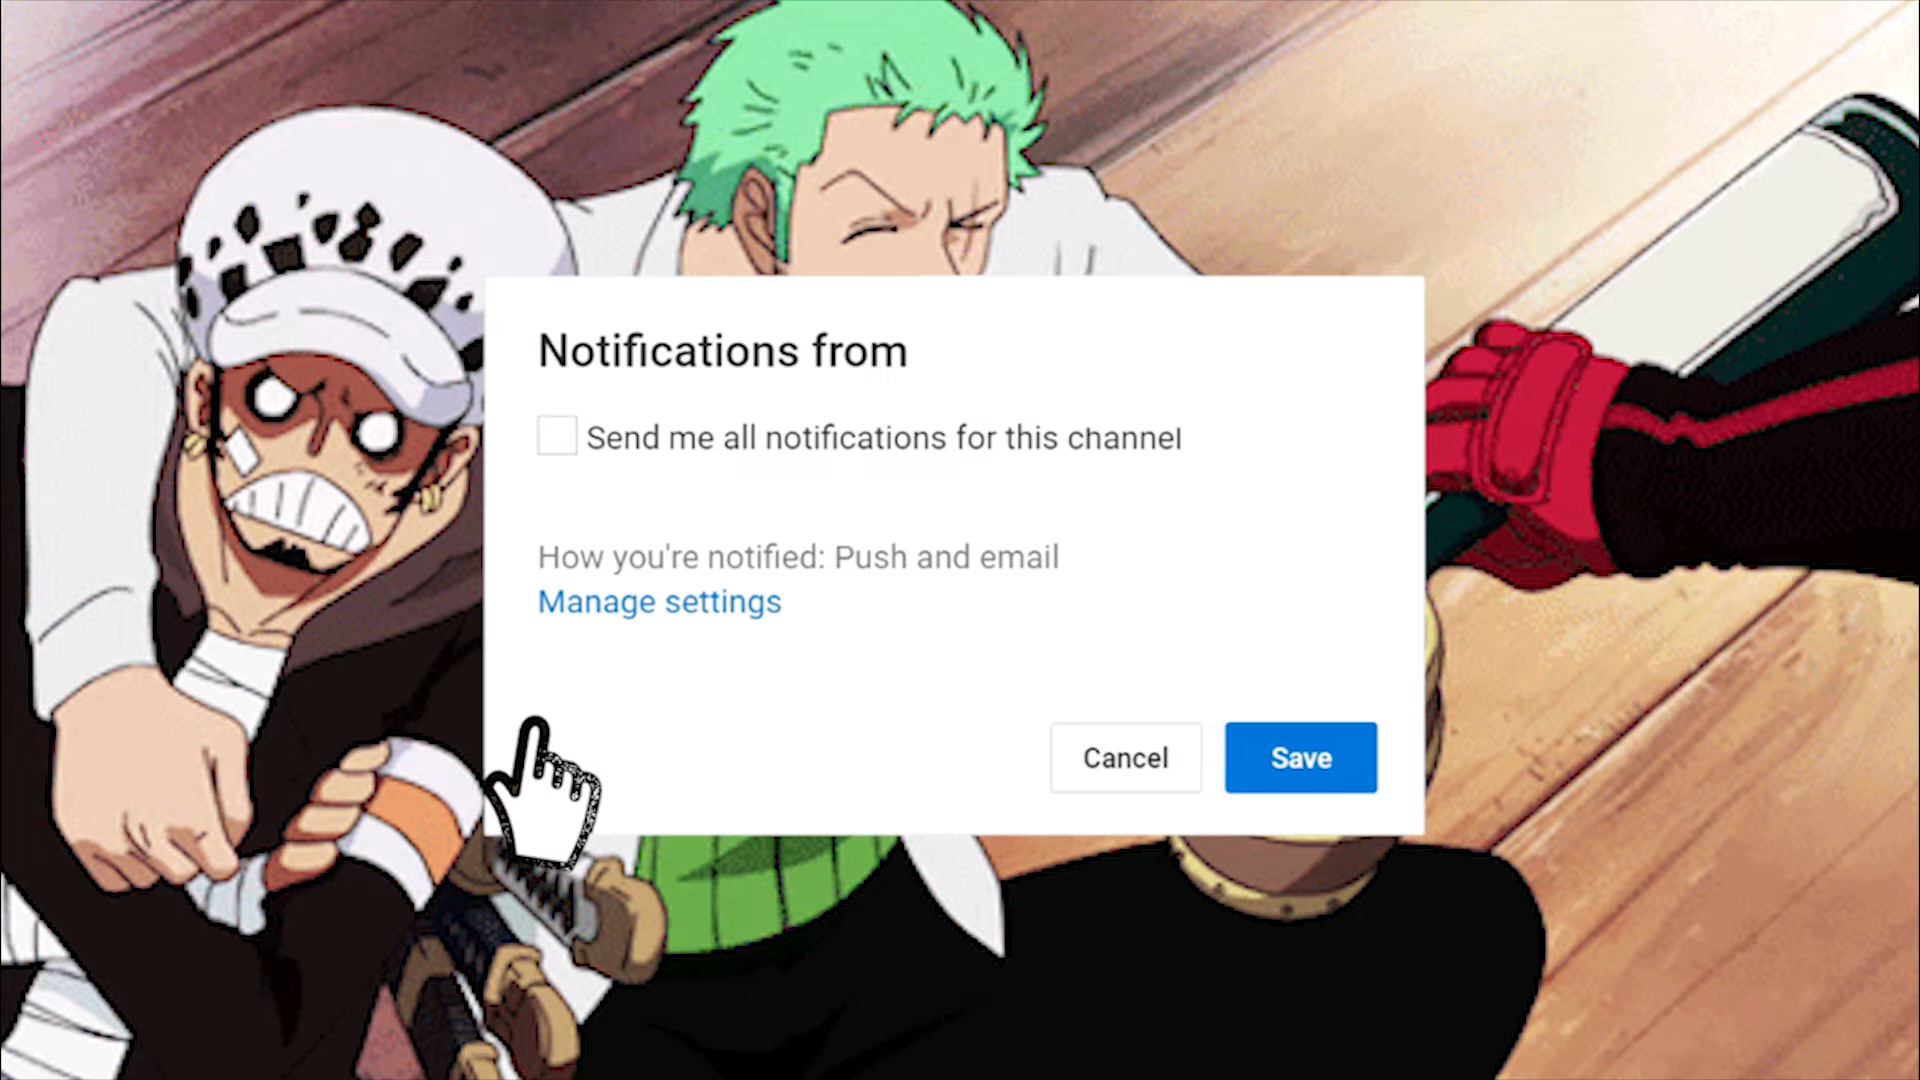 Notifications from
Send me all notifications for this channel
How you're notified: Push and email
Manage settings
Cancel
Save